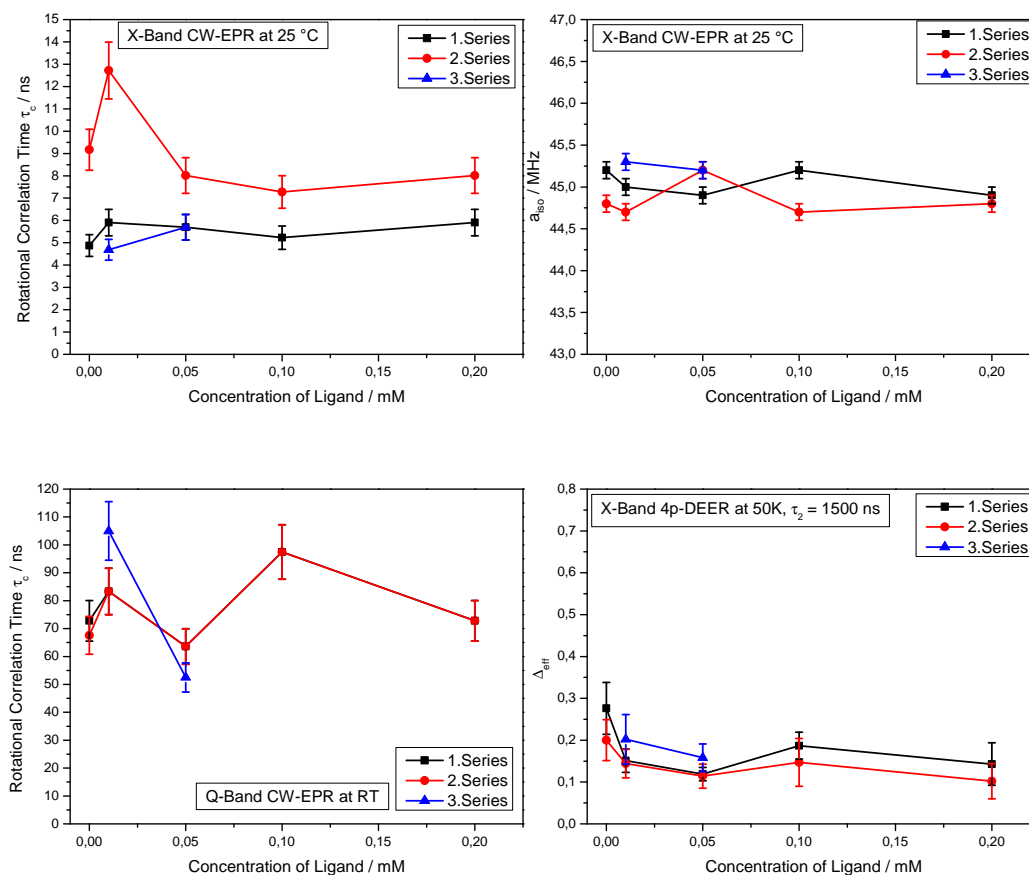 X-Band CW-EPR at 25 °C
1.Series
2.Series
3.Series
15
14
13
12
11
10
9
8
7
6
5
4
3
2
1
0
Rotational Correlation Time τc / ns
0,00 0,05 0,10 0,15 0,20
Concentration of Ligand / mM
X-Band CW-EPR at 25 °C
1.Series
2.Series
3.Series
47,0
46,5
46,0
45,5
45,0
44,5
44,0
43,5
43,0
aiso / MHz
0,00 0,05 0,10 0,15 0,20
Concentration of Ligand / mM
120
110
100
90
80
70
60
50
40
30
20
10
0
Rotational Correlation Time τc / ns
1.Series
2.Series
3.Series
Q-Band CW-EPR at RT
0,00 0,05 0,10 0,15 0,20
Concentration of Ligand / mM
X-Band 4p-DEER at 50K, τ2 = 1500 ns
1.Series
2.Series
3.Series
0,8
0,7
0,6
0,5
0,4
0,3
0,2
0,1
0,0
Δeff
0,00 0,05 0,10 0,15 0,20
Concentration of Ligand / mM